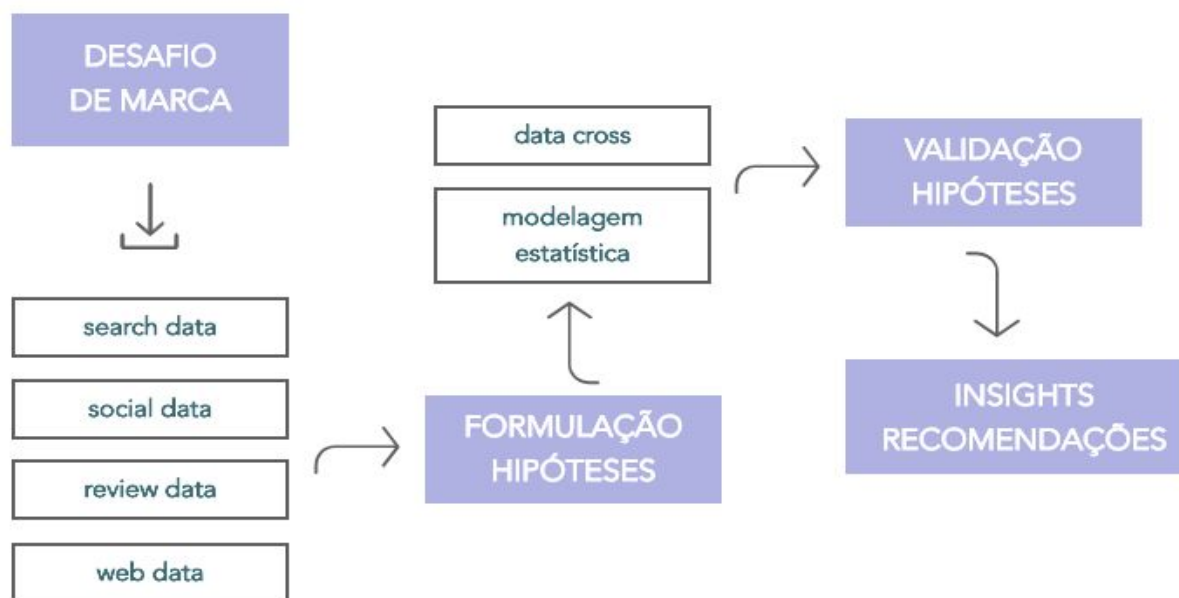 DESAFIO
DE MARCA
search data
social data
review data
web data
FORMULAÇÃO
HIPÓTESES
data cross
modelagem
estatística
VALIDAÇÃO
HIPÓTESES
INSIGHTS
RECOMENDAÇÕES